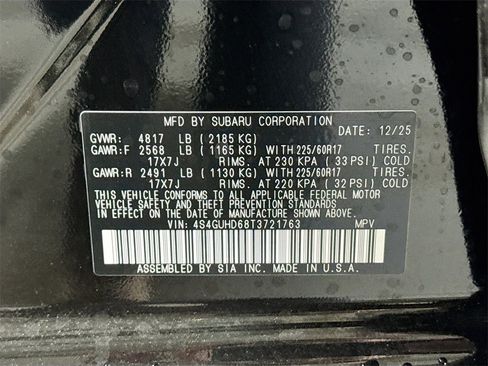 MFD. BY SUBARU CORPORATION DATE: 12/25
GVWR: 4817 LB ( 2185 KG)
GAWR:F 2568 LB ( 1165 KG) WITH 225/60R17 TIRES.
17X7J RIMS. AT 230 KPA ( 33 PSI) COLD
GAWR:R 2491 LB ( 1130 KG) WITH 225/60R17 TIRES.
17X7J RIMS. AT 220 KPA ( 32 PSI) COLD
THIS VEHICLE CONFORMS TO ALL APPLICABLE FEDERAL MOTOR
VEHICLE SAFETY AND THEFT PREVENTION STANDARDS
IN EFFECT ON THE DATE OF MANUFACTURE SHOWN ABOVE.
VIN: 4S4GUHD68T3721763 MPV
ASSEMBLED BY SIA INC. MADE IN U.S.A.